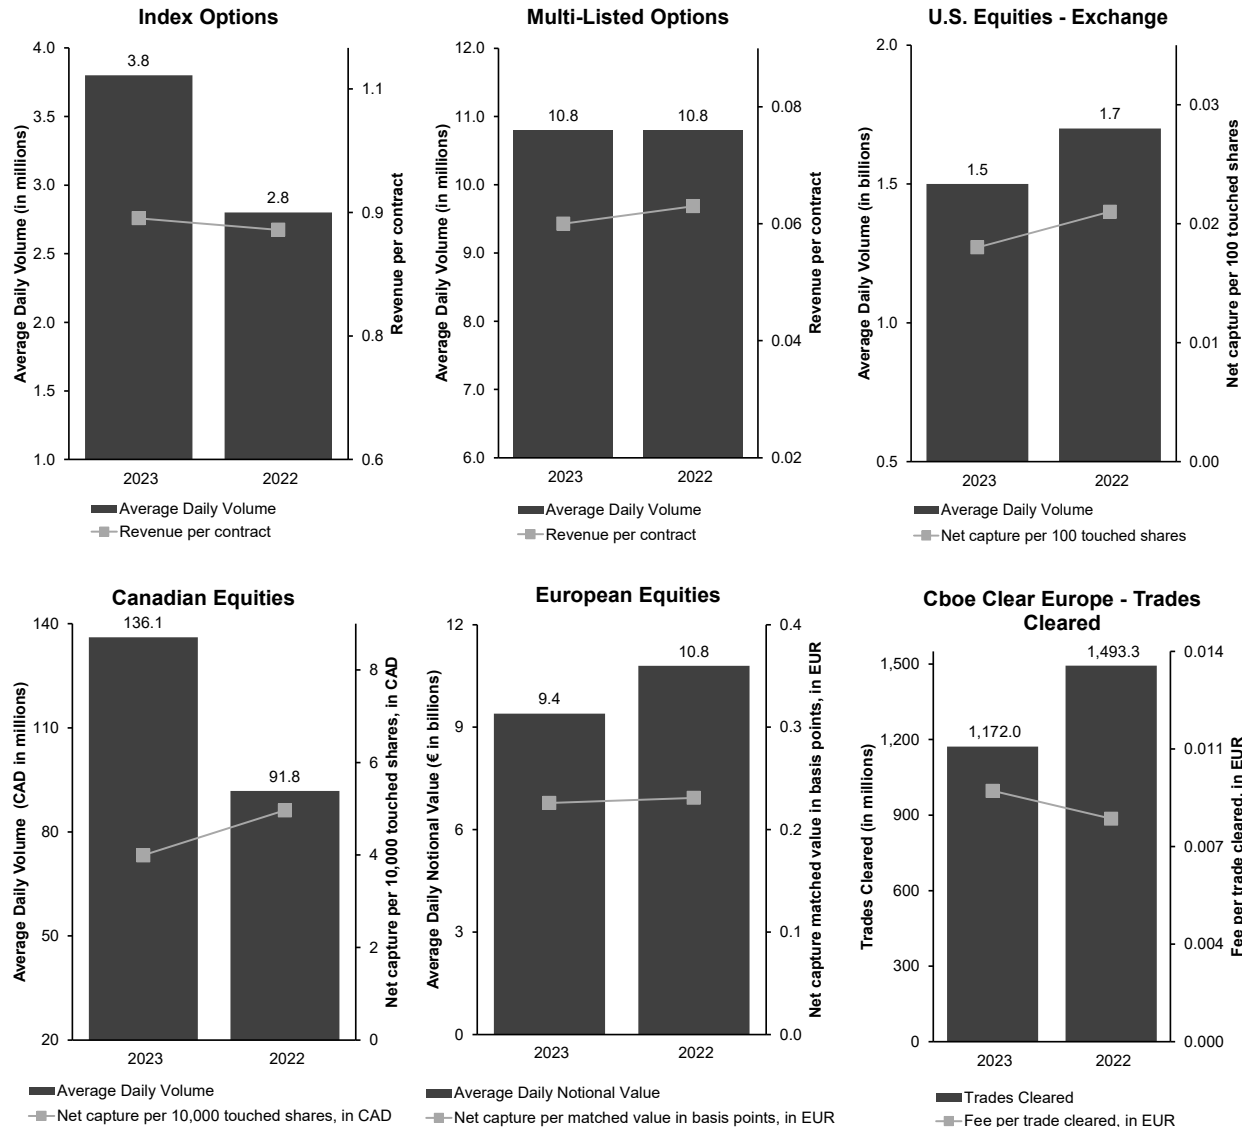 Index Options
4.0
3.5
3.0
2.5
2.0
1.5
1.0
Average Daily Volume (in millions)
3.8
2.8
1.1
0.9
0.8
0.6
Revenue per contract
2023
2022
Average Daily Volume
Revenue per contract
Multi-Listed Options
12.0
11.0
10.0
9.0
8.0
7.0
6.0
Average Daily Volume (in millions)
10.8
10.8
0.08
0.06
0.04
0.02
Revenue per contract
2023
2022
Average Daily Volume
Revenue per contract
U.S. Equities - Exchange
2.0
1.5
1.0
0.5
Average Daily Volume (in billions)
1.5
1.7
0.03
0.02
0.01
0.00
Net capture per 100 touched shares
2023
2022
Average Daily Volume
Net capture per 100 touched shares
Canadian Equities
140
110
80
50
20
Average Daily Volume (CAD in millions)
136.1
91.8
8
6
4
2
0
Net capture per 10,000 touched shares, in CAD
2023
2022
Average Daily Volume
Net capture per 10,000 touched shares, in CAD
European Equities
12
9
6
3
0
Average Daily Notional Value (€ in billions)
9.4
10.8
0.4
0.3
0.2
0.1
0.0
Net capture matched value in basis points, in EUR
2023
2022
Average Daily Notional Value
Net capture per matched value in basis points, in EUR
Cboe Clear Europe - Trades
Cleared
1,500
1,200
900
600
300
0
Trades Cleared (in millions)
1,172.0
1,493.3
0.014
0.011
0.007
0.004
0.000
Fee per trade cleared, in EUR
2023
2022
Trades Cleared
Fee per trade cleared, in EUR